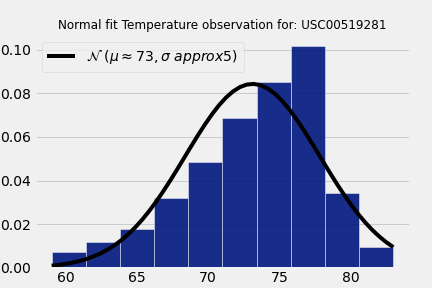 Normal fit Temperature observation for: USC00519281
𝒩 (μ ≈ 73, σ approx5)
0.10
0.08
0.06
0.04
0.02
0.00
60 65 70 75 80